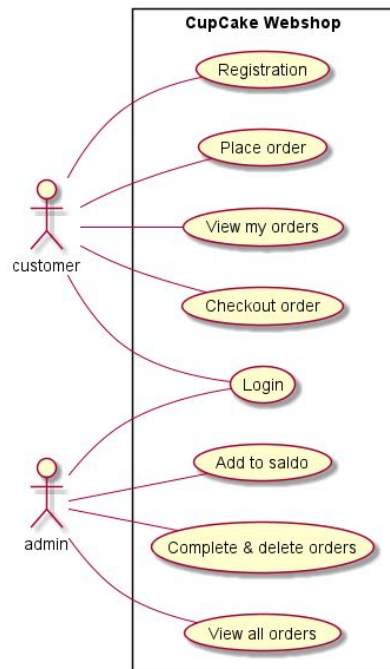 CupCake Webshop
Registration
Place order
View my orders
customer
Checkout order
Login
Add to saldo
admin
Complete & delete orders
View all orders